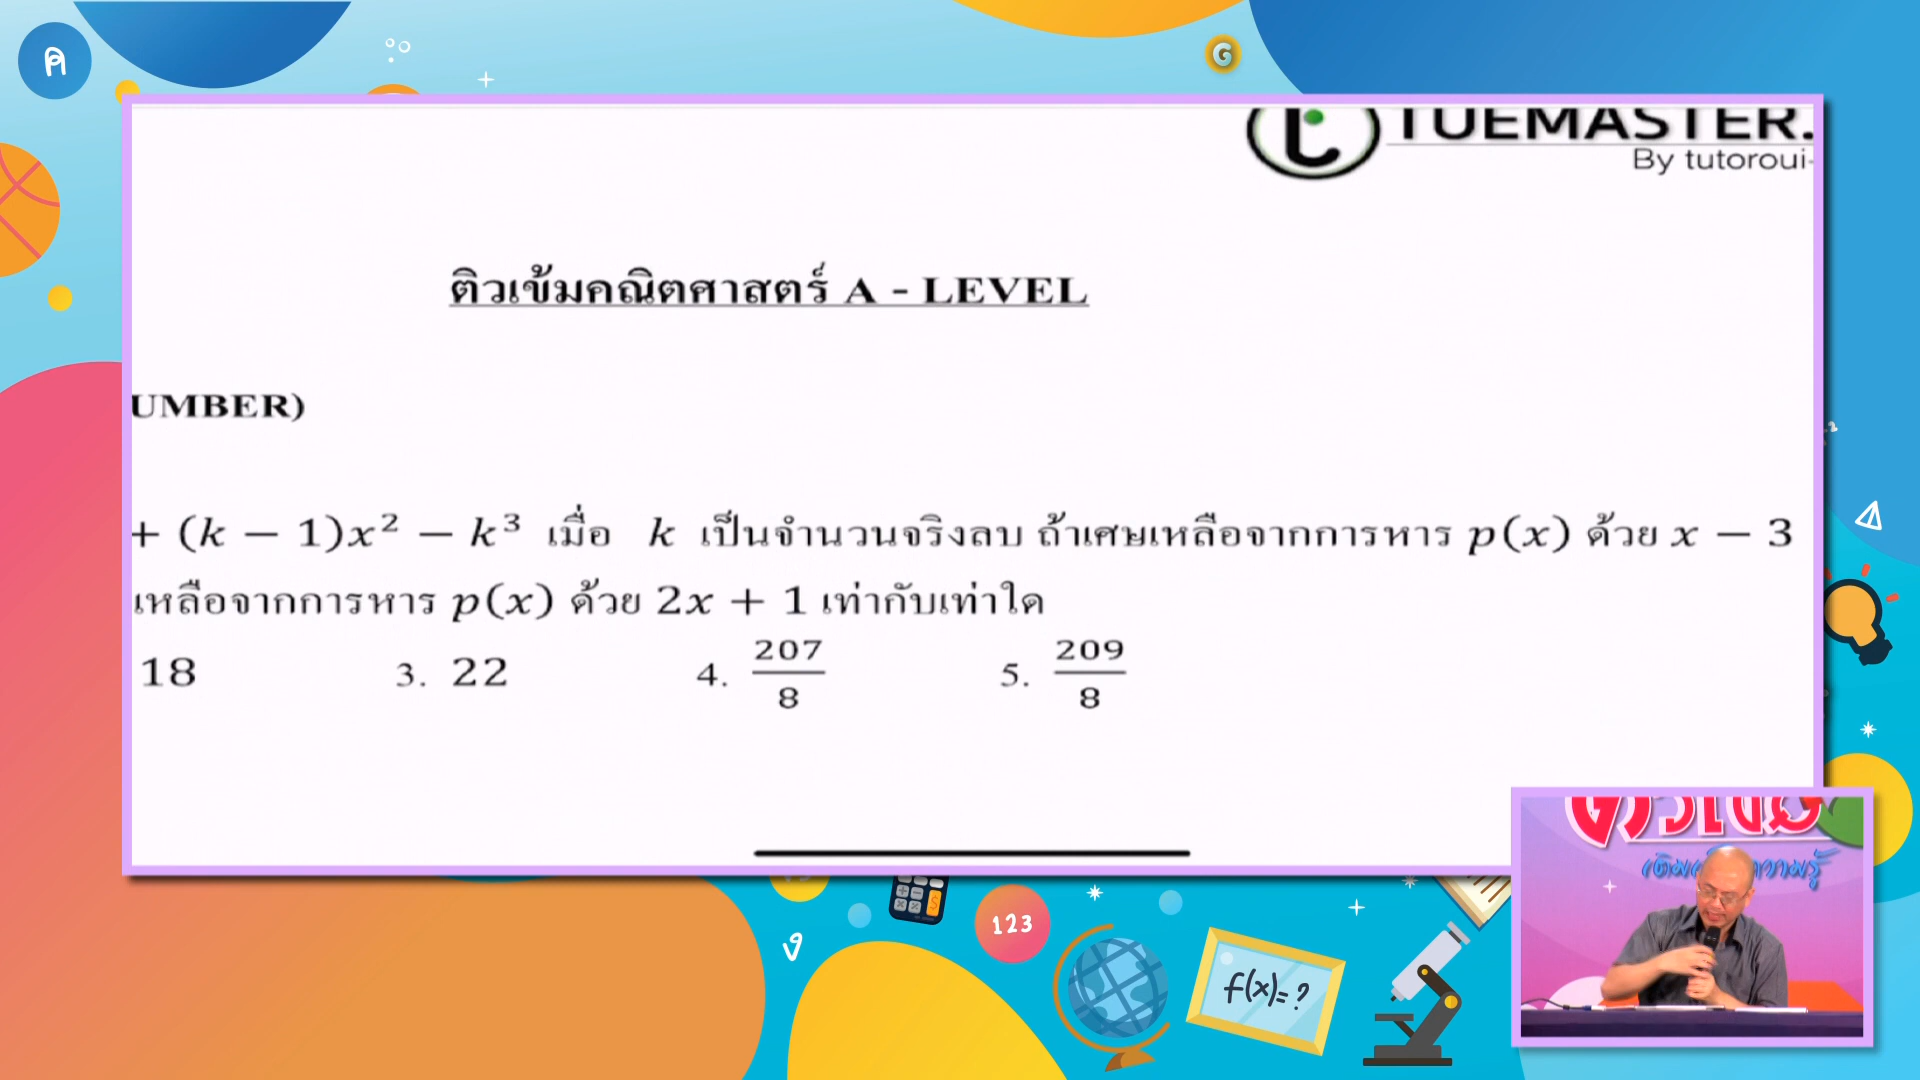 ค
G
TUEMASTER.
By tutoroui-
ติวเข้มคณิตศาสตร์ A - LEVEL
UMBER)
+ (k − 1)x² − k³ เมื่อ k เป็นจำนวนจริงลบ ถ้าเศษเหลือจากการหาร p(x) ด้วย x − 3
เหลือจากการหาร p(x) ด้วย 2x + 1 เท่ากับเท่าใด
18 3. 22 4. 207/8 5. 209/8
123
ง
f(x)=?